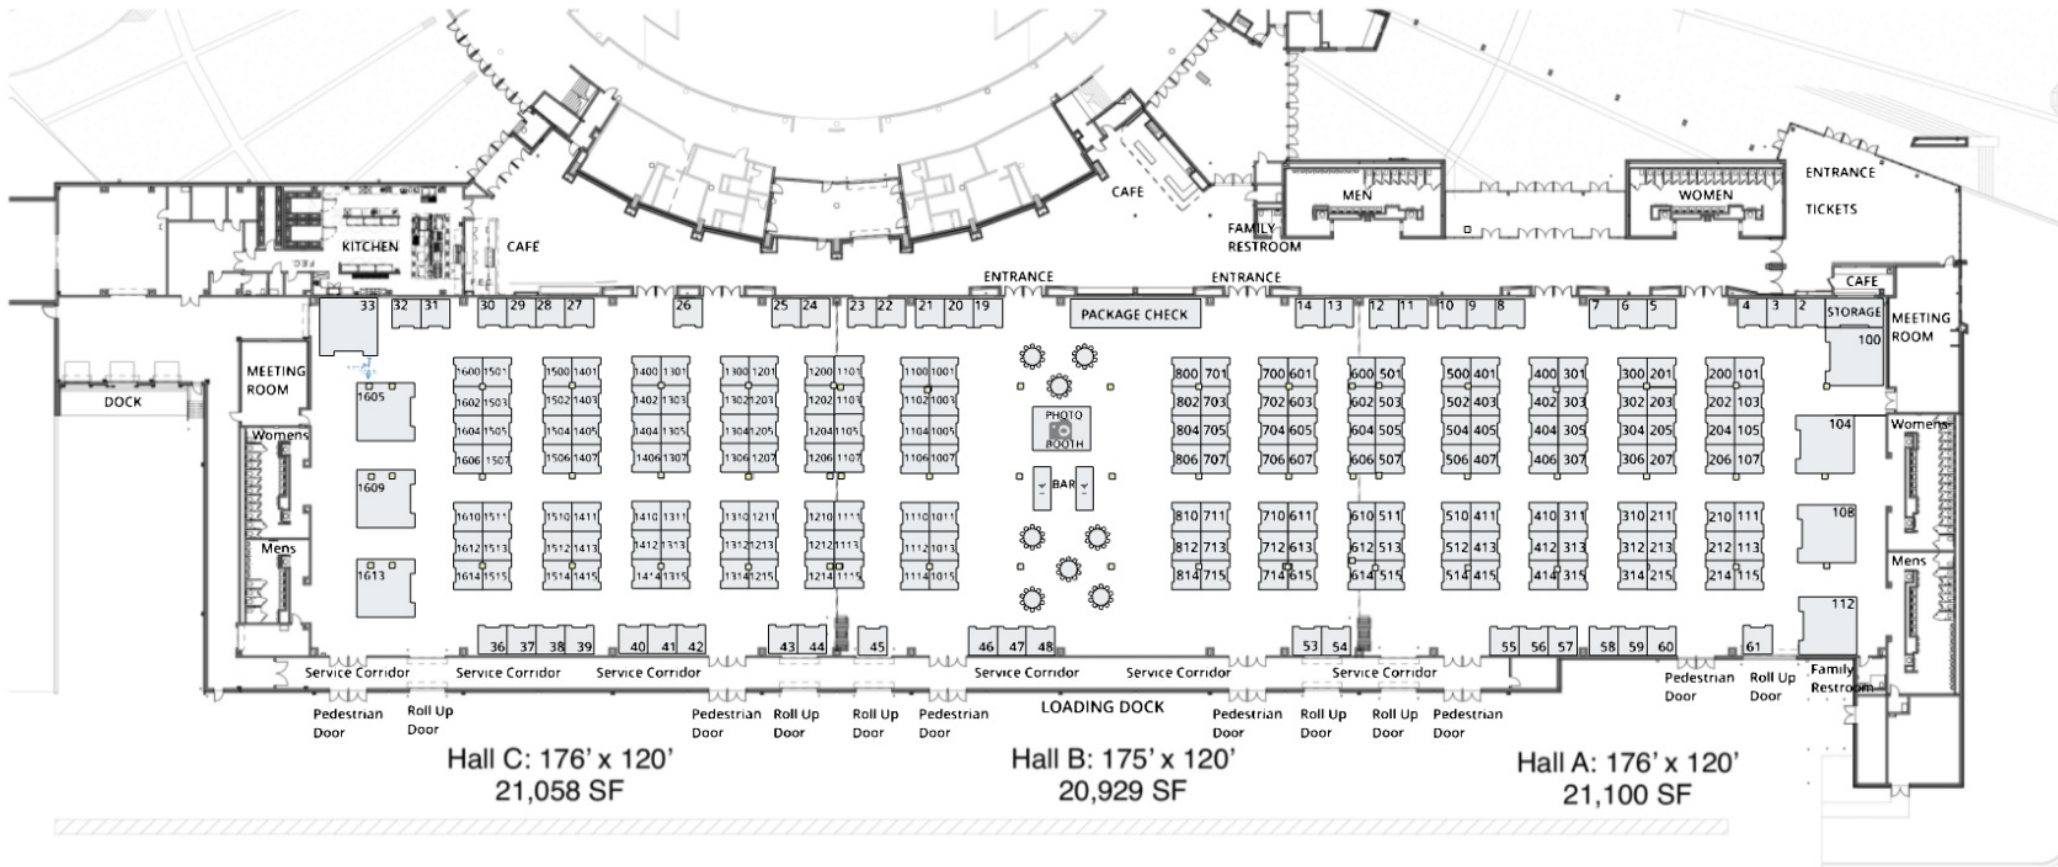 ENTRANCE
TICKETS
MEN
WOMEN
CAFE
FAMILY
RESTROOM
KITCHEN
CAFÉ
ENTRANCE
ENTRANCE
CAFE
33 32 31 30 29 28 27 26 25 24 23 22 21 20 19
PACKAGE CHECK
14 13 12 11 10 9 8 7 6 5 4 3 2
STORAGE
MEETING
ROOM
100
MEETING
ROOM
DOCK
1605
1600 1501 1500 1401 1400 1301 1300 1201 1200 1101 1100 1001
1602 1503 1502 1403 1402 1303 1302 1203 1202 1103 1102 1003
1604 1505 1504 1405 1404 1305 1304 1205 1204 1105 1104 1005
1606 1507 1506 1407 1406 1307 1306 1207 1206 1107 1106 1007
PHOTO
BOOTH
BAR
800 701 700 601 600 501 500 401 400 301 300 201 200 101
802 703 702 603 602 503 502 403 402 303 302 203 202 103
804 705 704 605 604 505 504 405 404 305 304 205 204 105
806 707 706 607 606 507 506 407 406 307 306 207 206 107
104
Womens
Womens
1609
1610 1511 1510 1411 1410 1311 1310 1211 1210 1111 1110 1011
1612 1513 1512 1413 1412 1313 1312 1213 1212 1113 1112 1013
1614 1515 1514 1415 1414 1315 1314 1215 1214 1115 1114 1015
810 711 710 611 610 511 510 411 410 311 310 211 210 111
812 713 712 613 612 513 512 413 412 313 312 213 212 113
814 715 714 615 614 515 514 415 414 315 314 215 214 115
108
Mens
Mens
1613
112
36 37 38 39 40 41 42 43 44 45 46 47 48 53 54 55 56 57 58 59 60 61
Service Corridor
Service Corridor
Service Corridor
Service Corridor
Service Corridor
Service Corridor
Pedestrian
Door
Roll Up
Door
Family
Restroom
Pedestrian
Door
Roll Up
Door
Pedestrian
Door
Roll Up
Door
Roll Up
Door
Pedestrian
Door
LOADING DOCK
Pedestrian
Door
Roll Up
Door
Roll Up
Door
Pedestrian
Door
Hall C: 176’ x 120’
21,058 SF
Hall B: 175’ x 120’
20,929 SF
Hall A: 176’ x 120’
21,100 SF